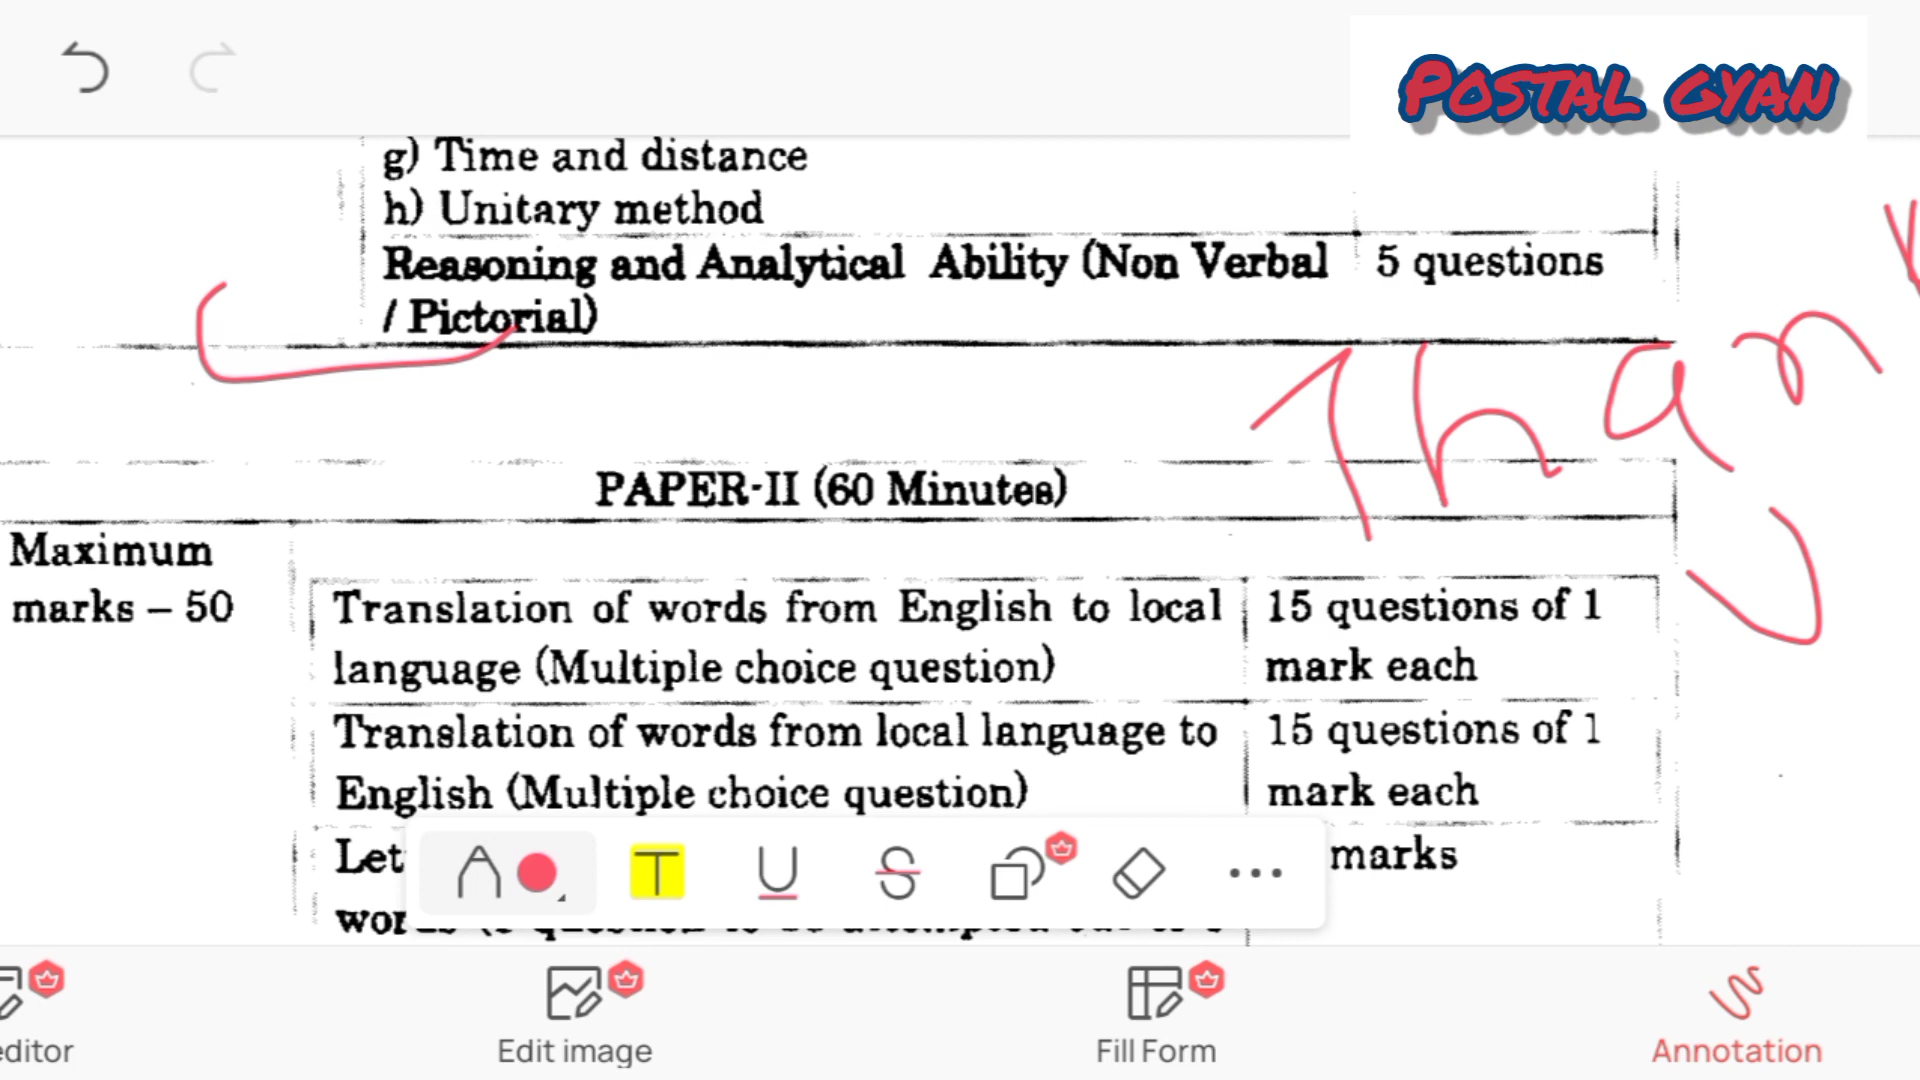 POSTAL GYAN
g) Time and distance
h) Unitary method
Reasoning and Analytical Ability (Non Verbal
/ Pictorial)
5 questions
Than
PAPER-II (60 Minutes)
Maximum
marks – 50
Translation of words from English to local
language (Multiple choice question)
15 questions of 1
mark each
Translation of words from local language to
English (Multiple choice question)
15 questions of 1
mark each
marks
T
U
S
Edit image
Fill Form
Annotation